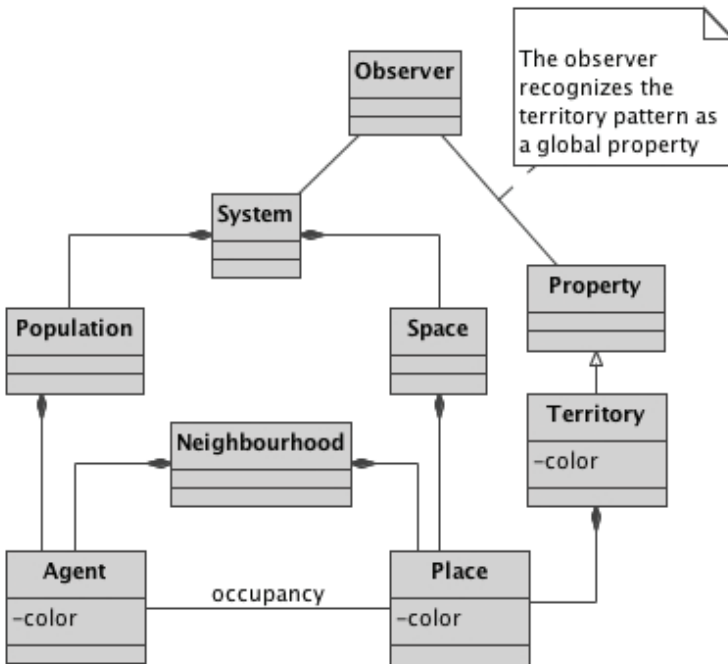 Observer
The observer
recognizes the
territory pattern as
a global property
System
Property
Population
Space
Territory
-color
Neighbourhood
Agent
-color
occupancy
Place
-color